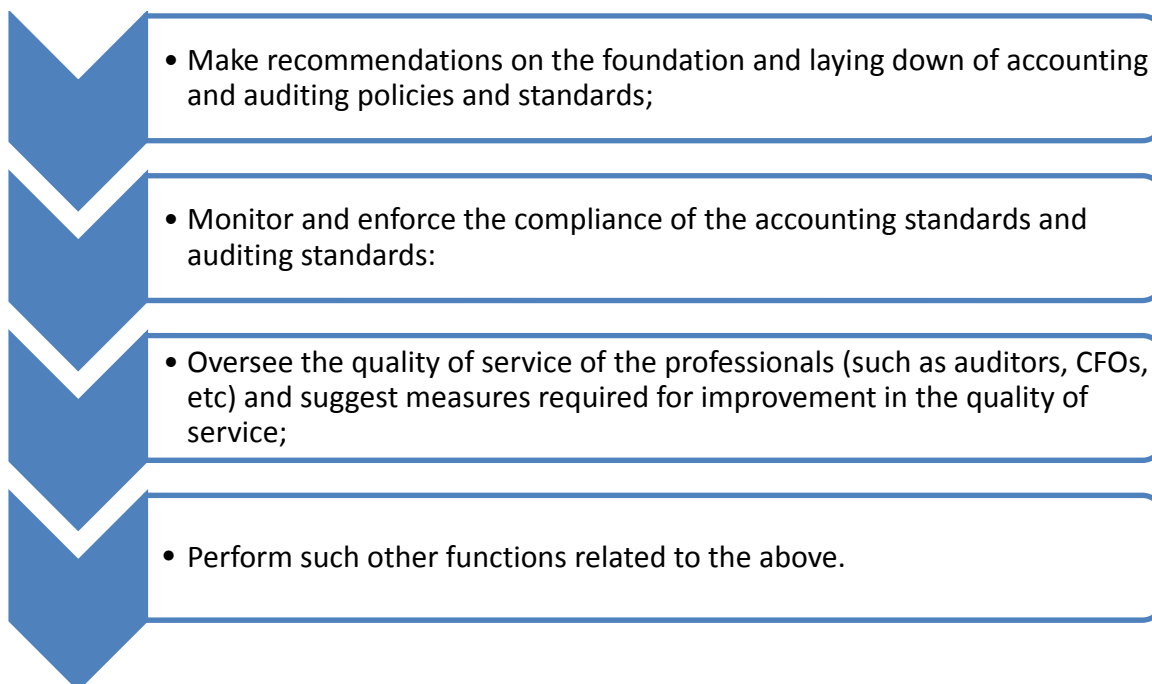 • Make recommendations on the foundation and laying down of accounting
and auditing policies and standards;
• Monitor and enforce the compliance of the accounting standards and
auditing standards:
• Oversee the quality of service of the professionals (such as auditors, CFOs,
etc) and suggest measures required for improvement in the quality of
service;
• Perform such other functions related to the above.